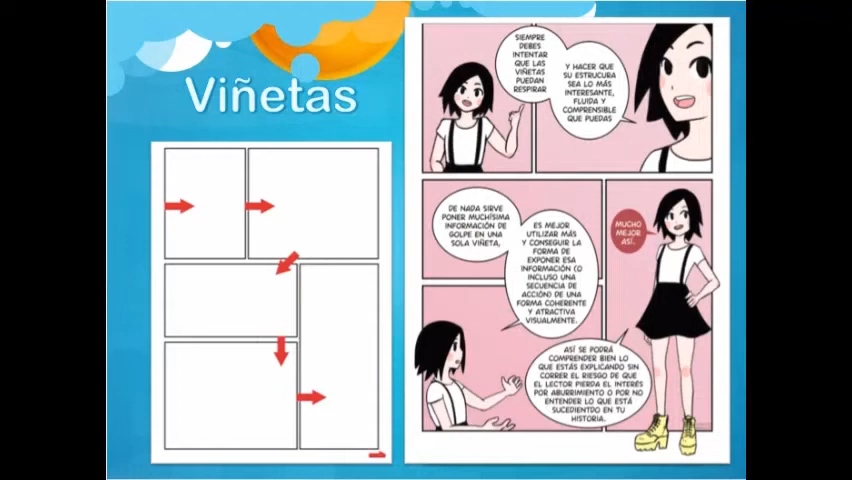 Viñetas
SIEMPRE
DEBES
INTENTAR
QUE LAS
VIÑETAS
PUEDAN
RESPIRAR
Y HACER QUE
SU ESTRUCURA
SEA LO MÁS
INTERESANTE,
FLUIDA Y
COMPRENSIBLE
QUE PUEDAS
DE NADA SIRVE
PONER MUCHÍSIMA
INFORMACIÓN DE
GOLPE EN UNA
SOLA VIÑETA,
ES MEJOR
UTILIZAR MÁS
Y CONSEGUIR LA
FORMA DE
EXPONER ESA
INFORMACIÓN (O
INCLUSO UNA
SECUENCIA DE
ACCIÓN) DE UNA
FORMA COHERENTE
Y ATRACTIVA
VISUALMENTE.
MUCHO
MEJOR
ASÍ.
ASÍ SE PODRÁ
COMPRENDER BIEN LO
QUE ESTÁS EXPLICANDO SIN
CORRER EL RIESGO DE QUE
EL LECTOR PIERDA EL INTERÉS
POR ABURRIMIENTO O POR NO
ENTENDER LO QUE ESTÁ
SUCEDIENTDO EN TU
HISTORIA.